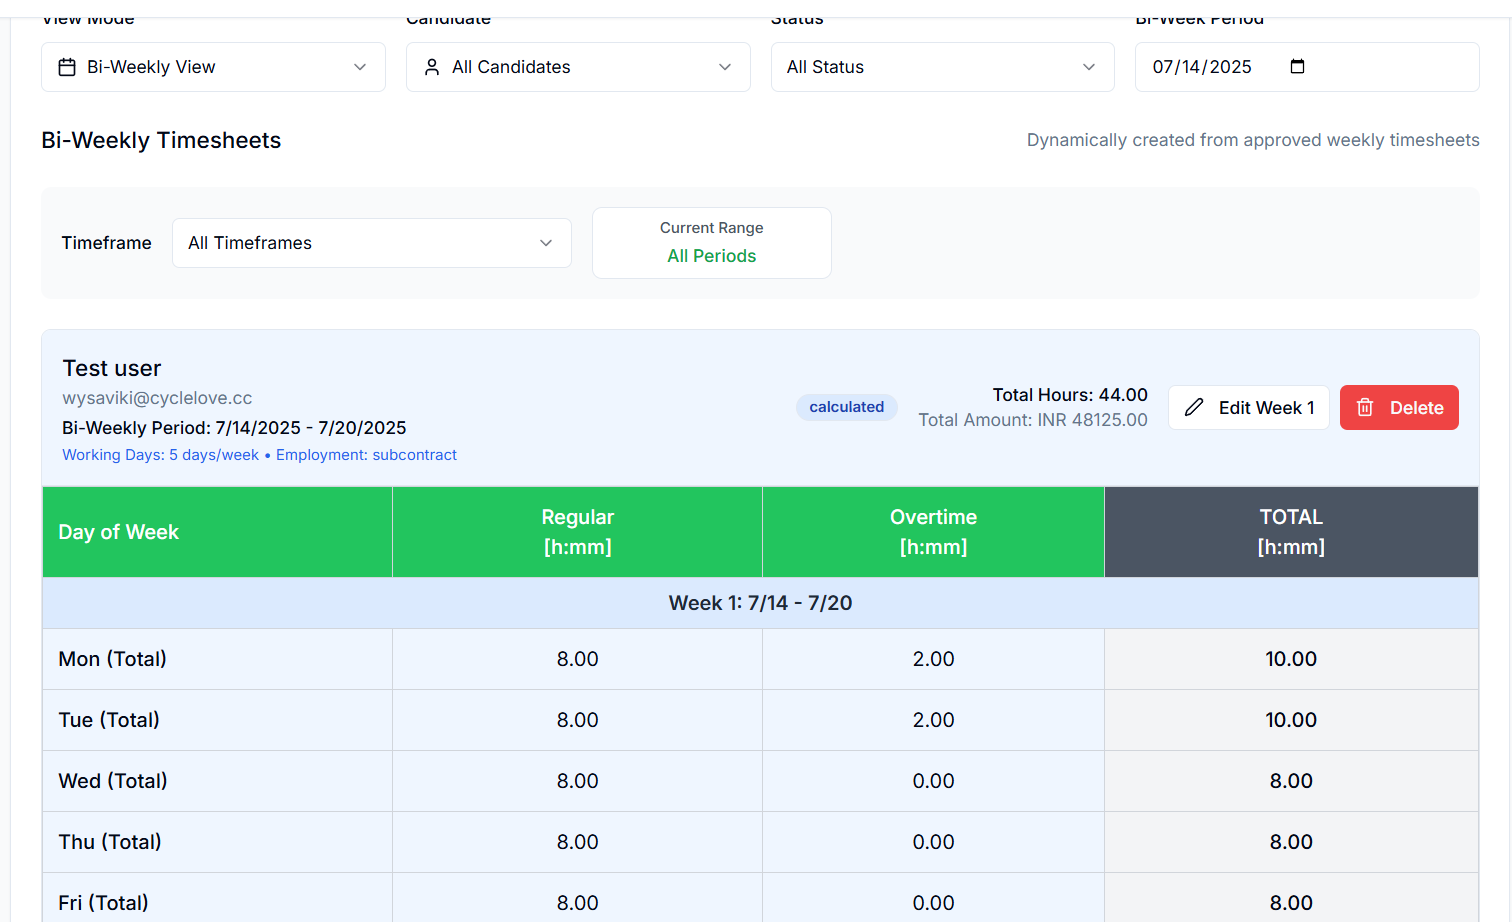 View Mode
Candidate
Status
Bi-Week Period
Bi-Weekly View
All Candidates
All Status
07/14/2025
Bi-Weekly Timesheets
Dynamically created from approved weekly timesheets
Timeframe
All Timeframes
Current Range
All Periods
Test user
wysaviki@cyclelove.cc
Bi-Weekly Period: 7/14/2025 - 7/20/2025
Working Days: 5 days/week • Employment: subcontract
calculated
Total Hours: 44.00
Total Amount: INR 48125.00
Edit Week 1
Delete
Day of Week
Regular
[h:mm]
Overtime
[h:mm]
TOTAL
[h:mm]
Week 1: 7/14 - 7/20
Mon (Total) 8.00 2.00 10.00
Tue (Total) 8.00 2.00 10.00
Wed (Total) 8.00 0.00 8.00
Thu (Total) 8.00 0.00 8.00
Fri (Total) 8.00 0.00 8.00